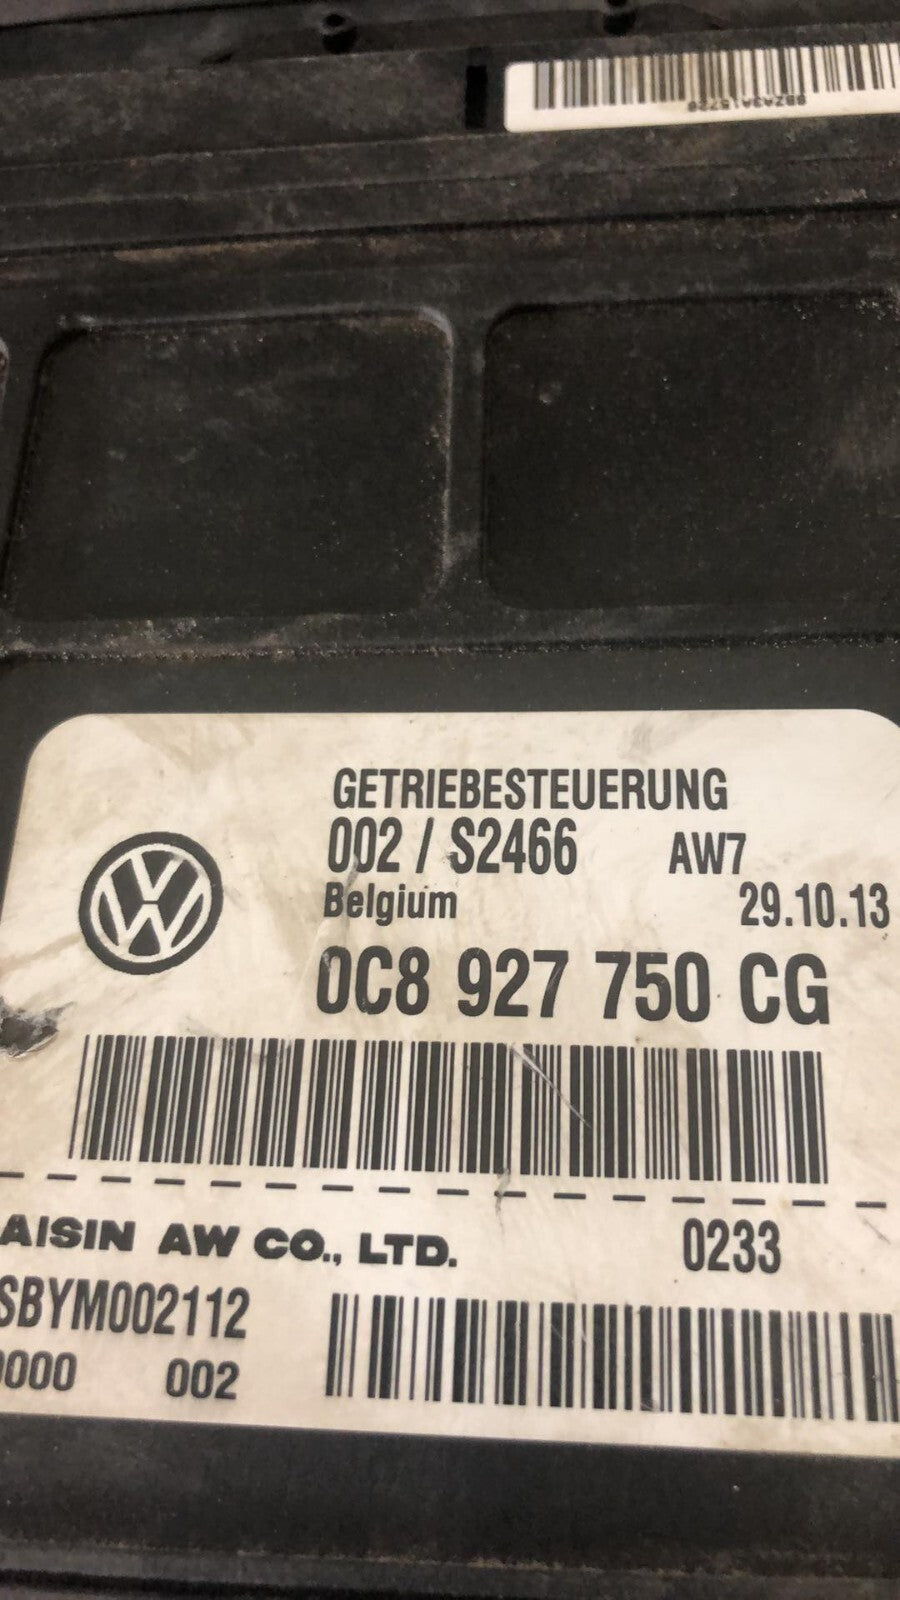 GETRIEBESTEUERUNG
002 / S2466 AW7
Belgium 29.10.13
0C8 927 750 CG
AISIN AW CO., LTD. 0233
SBYM002112
0000 002